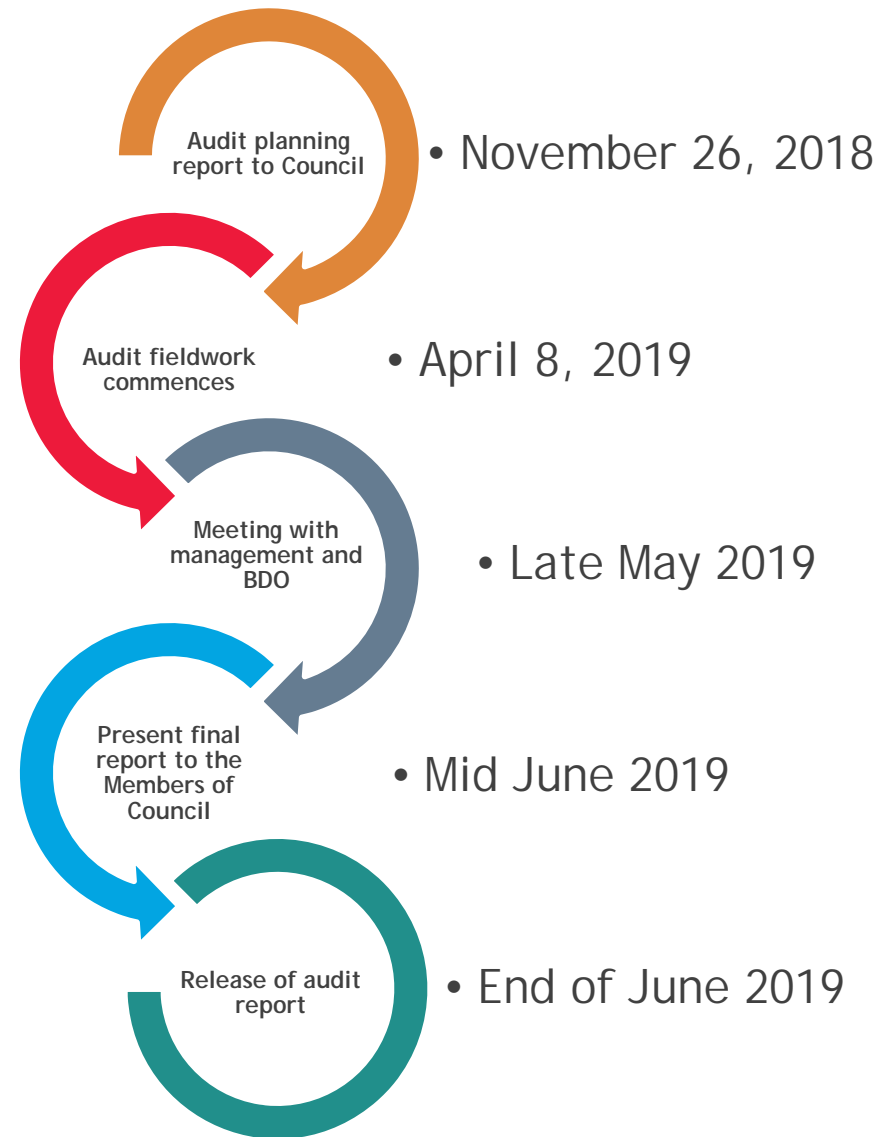 Audit planning
report to Council
• November 26, 2018
Audit fieldwork
commences
• April 8, 2019
Meeting with
management and
BDO
• Late May 2019
Present final
report to the
Members of
Council
• Mid June 2019
Release of audit
report
• End of June 2019